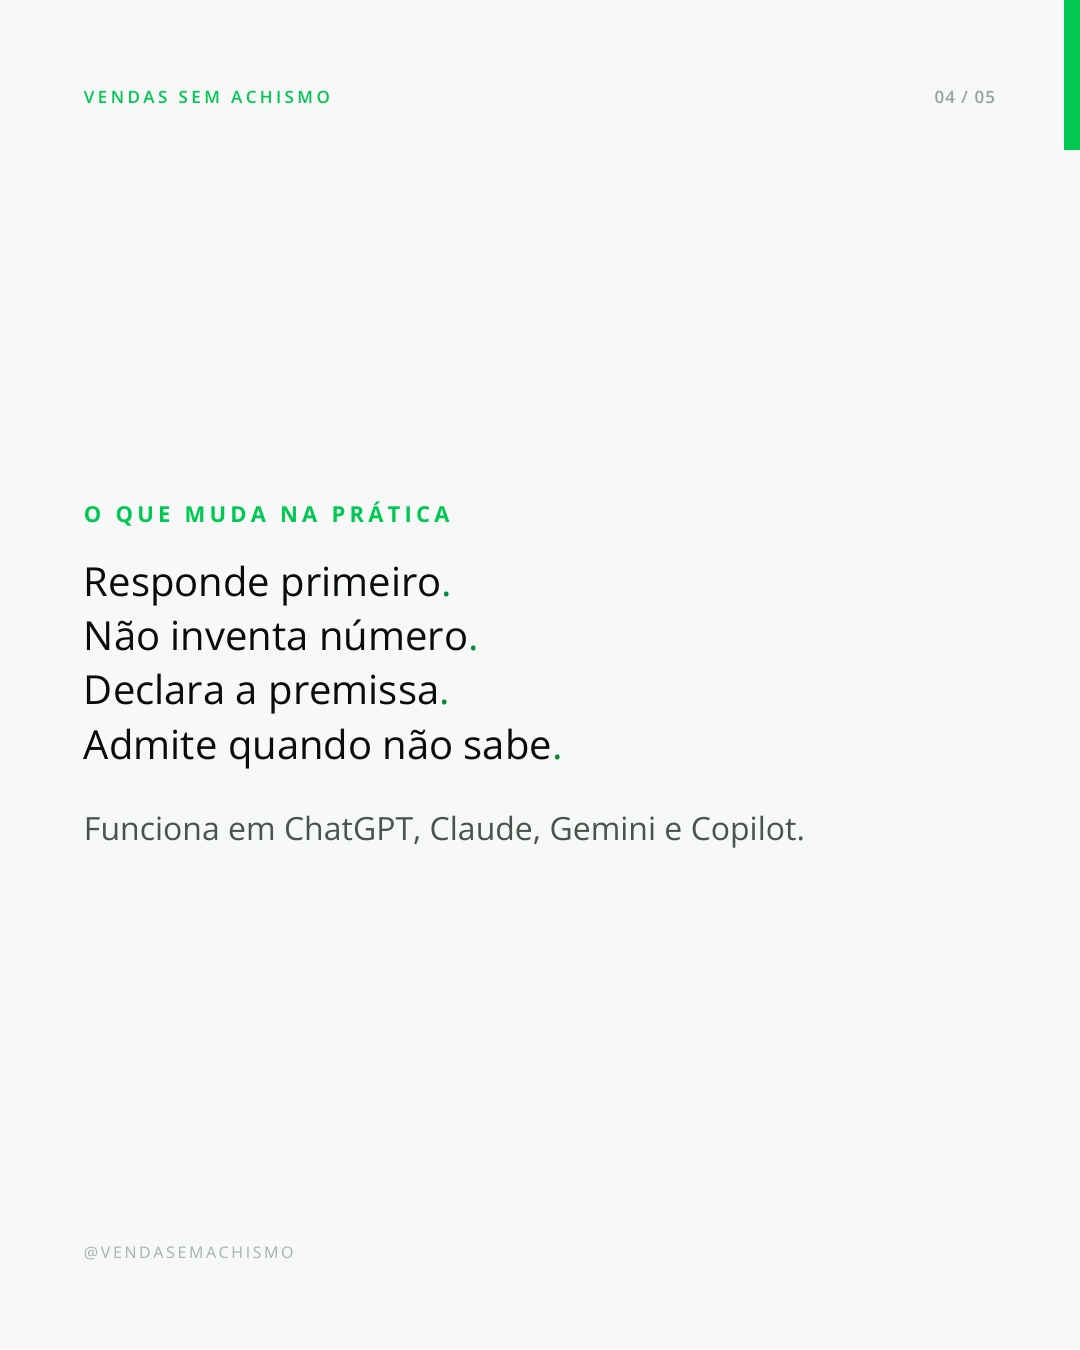 VENDAS SEM ACHISMO
04 / 05
O QUE MUDA NA PRÁTICA
Responde primeiro.
Não inventa número.
Declara a premissa.
Admite quando não sabe.
Funciona em ChatGPT, Claude, Gemini e Copilot.
@VENDASEMACHISMO